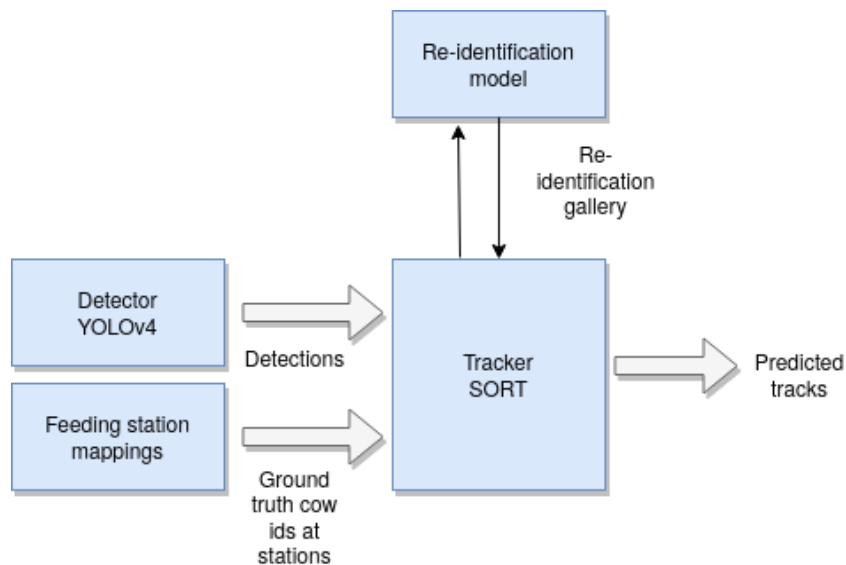 Re-identification
model
Re-
identification
gallery
Detector
YOLOv4
Detections
Tracker
SORT
Predicted
tracks
Feeding station
mappings
Ground
truth cow
ids at
stations